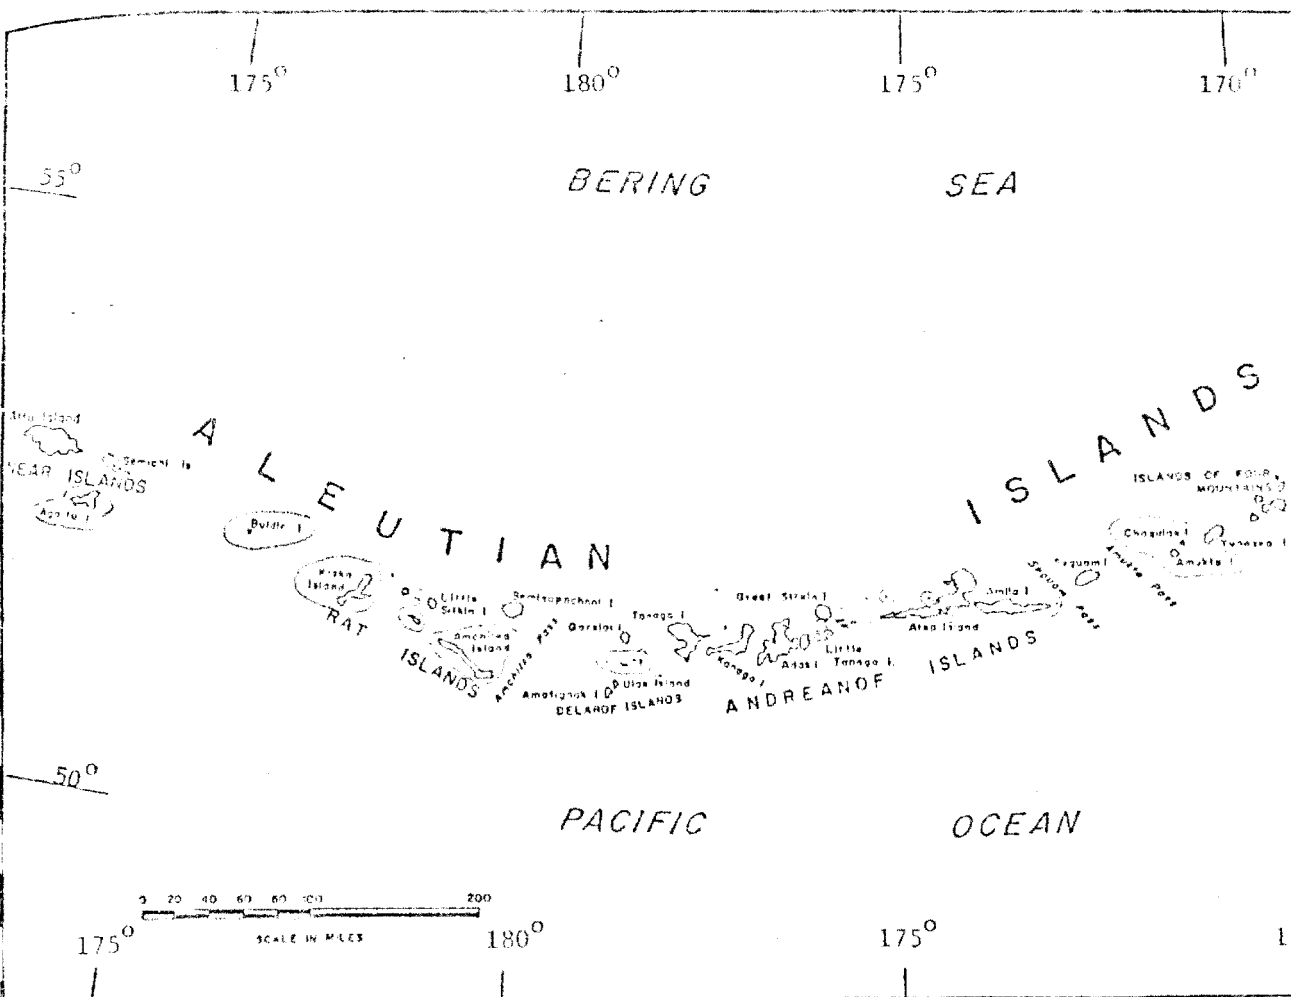 175° 180° 175° 170°
55°
BERING SEA
ALEUTIAN ISLANDS
Attu Island
Semichi Is
NEAR ISLANDS
Agattu I
Buldir I
Kiska
Island
RAT ISLANDS
Little
Sitkin I
Semisopochnoi I
Amchitka
Island
Amchitka Pass
Gareloi I
Tanaga I
Amatignak I
Ulak Island
DELAROF ISLANDS
Kanaga I
Great Sitkin I
Adak I
Little
Tanaga I.
ANDREANOF ISLANDS
Atka Island
Amlia I
Seguam I
Seguam Pass
Amukta Pass
ISLANDS OF FOUR
MOUNTAINS
Chagulak I
Yunaska I
Amukta I
50°
PACIFIC OCEAN
0 20 40 60 80 100 200
SCALE IN MILES
175° 180° 175° 1